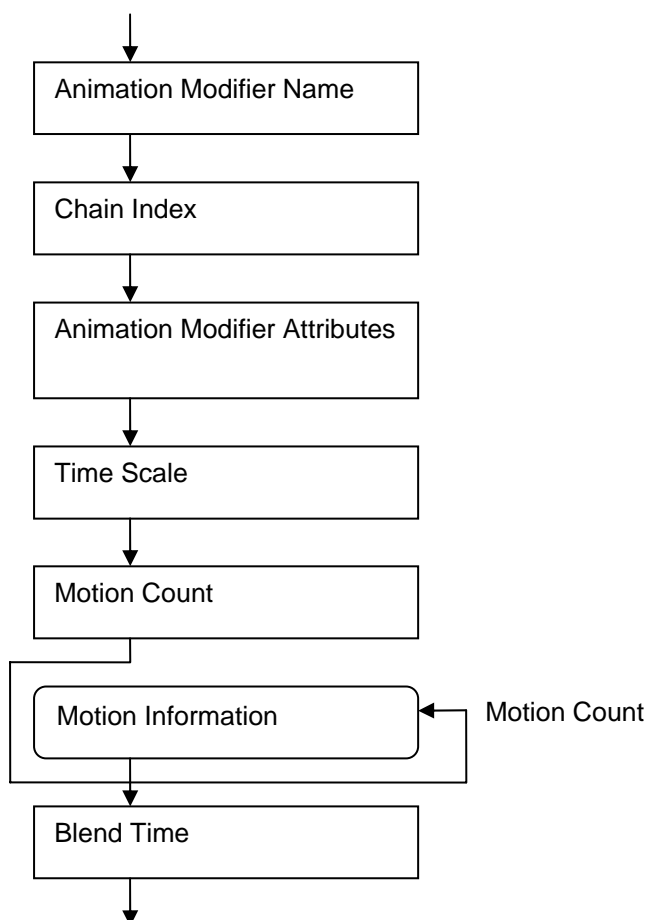 Animation Modifier Name
Chain Index
Animation Modifier Attributes
Time Scale
Motion Count
Motion Information
Motion Count
Blend Time